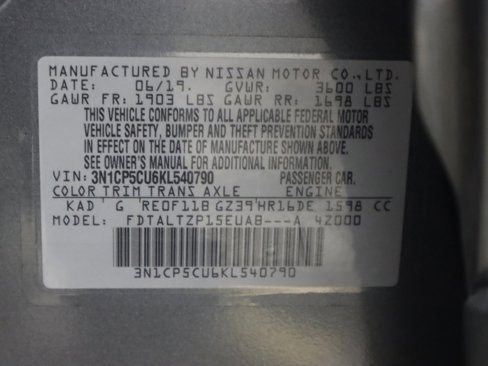 MANUFACTURED BY NISSAN MOTOR CO., LTD.
DATE: 06/19. GVWR: 3600 LBS
GAWR FR: 1903 LBS GAWR RR: 1698 LBS
THIS VEHICLE CONFORMS TO ALL APPLICABLE FEDERAL MOTOR
VEHICLE SAFETY, BUMPER AND THEFT PREVENTION STANDARDS
IN EFFECT ON THE DATE OF MANUFACTURE SHOWN ABOVE.
SEE OWNER'S MANUAL FOR ADDITIONAL INFORMATION.
VIN: 3N1CP5CU6KL540790 PASSENGER CAR.
COLOR TRIM TRANS AXLE ENGINE
KAD G RE0F11B GZ39 HR16DE 1598 CC
MODEL: FDTALTZP15EUAB---A 4Z000
3N1CP5CU6KL540790